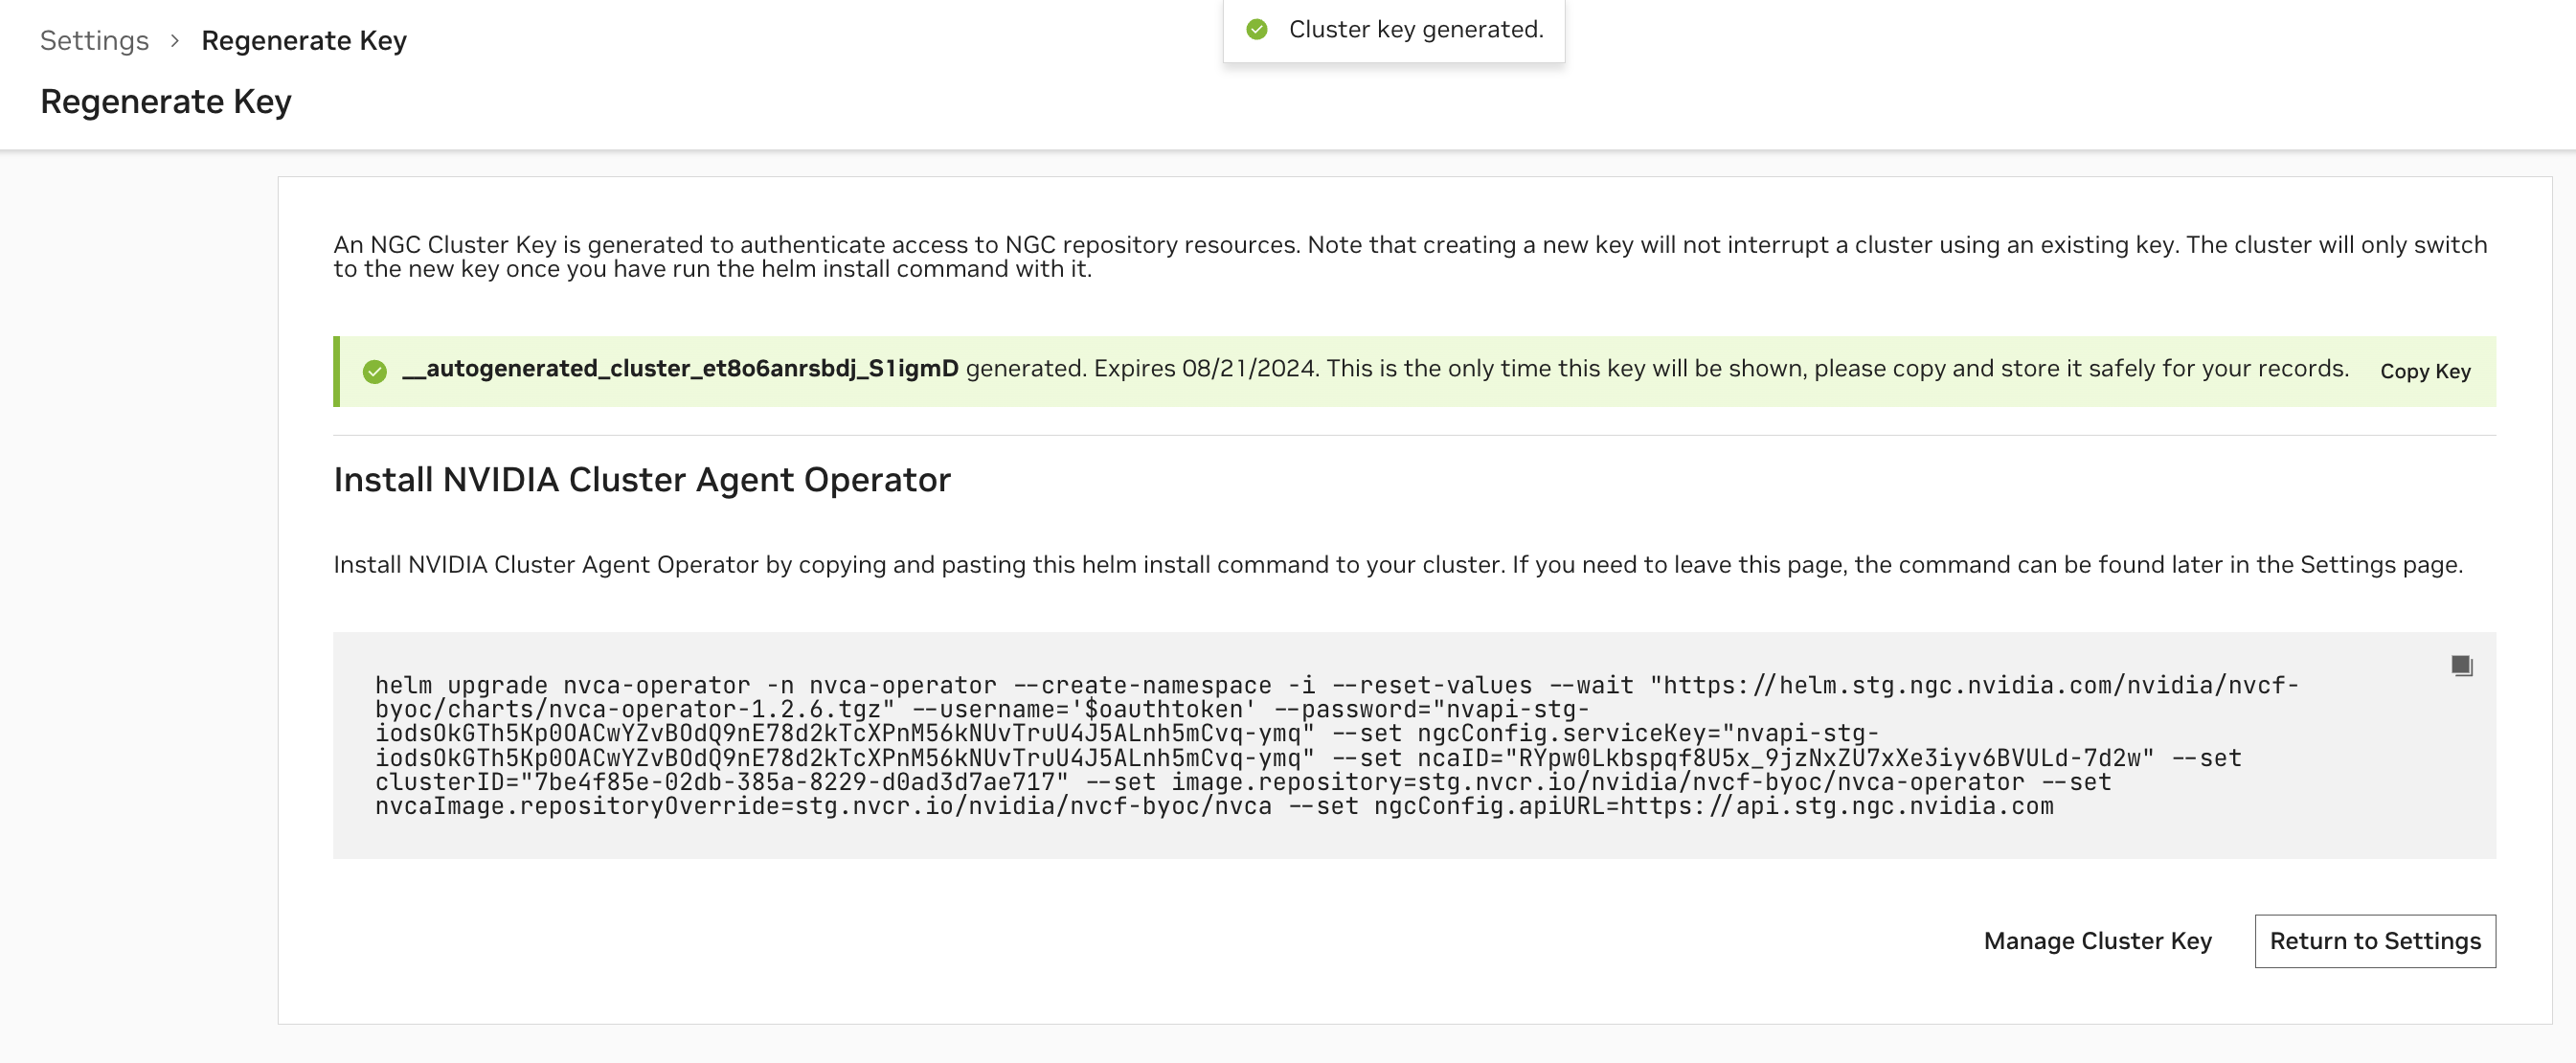 Settings > Regenerate Key
Cluster key generated.
Regenerate Key
An NGC Cluster Key is generated to authenticate access to NGC repository resources. Note that creating a new key will not interrupt a cluster using an existing key. The cluster will only switch
to the new key once you have run the helm install command with it.
__autogenerated_cluster_et8o6anrsbdj_S1igmD generated. Expires 08/21/2024. This is the only time this key will be shown, please copy and store it safely for your records. Copy Key
Install NVIDIA Cluster Agent Operator
Install NVIDIA Cluster Agent Operator by copying and pasting this helm install command to your cluster. If you need to leave this page, the command can be found later in the Settings page.
helm upgrade nvca-operator -n nvca-operator --create-namespace -i --reset-values --wait "https://helm.stg.ngc.nvidia.com/nvidia/nvcf-
byoc/charts/nvca-operator-1.2.6.tgz" --username='$oauthtoken' --password="nvapi-stg-
iodsOkGTh5Kp0OACwYZvBOdQ9nE78d2kTcXPnM56kNUvTruU4J5ALnh5mCvq-ymq" --set ngcConfig.serviceKey="nvapi-stg-
iodsOkGTh5Kp0OACwYZvBOdQ9nE78d2kTcXPnM56kNUvTruU4J5ALnh5mCvq-ymq" --set ncaID="RYpw0Lkbspqf8U5x_9jzNxZU7xXe3iyv6BVULd-7d2w" --set
clusterID="7be4f85e-02db-385a-8229-d0ad3d7ae717" --set image.repository=stg.nvcr.io/nvidia/nvcf-byoc/nvca-operator --set
nvcaImage.repositoryOverride=stg.nvcr.io/nvidia/nvcf-byoc/nvca --set ngcConfig.apiURL=https://api.stg.ngc.nvidia.com
Manage Cluster Key
Return to Settings